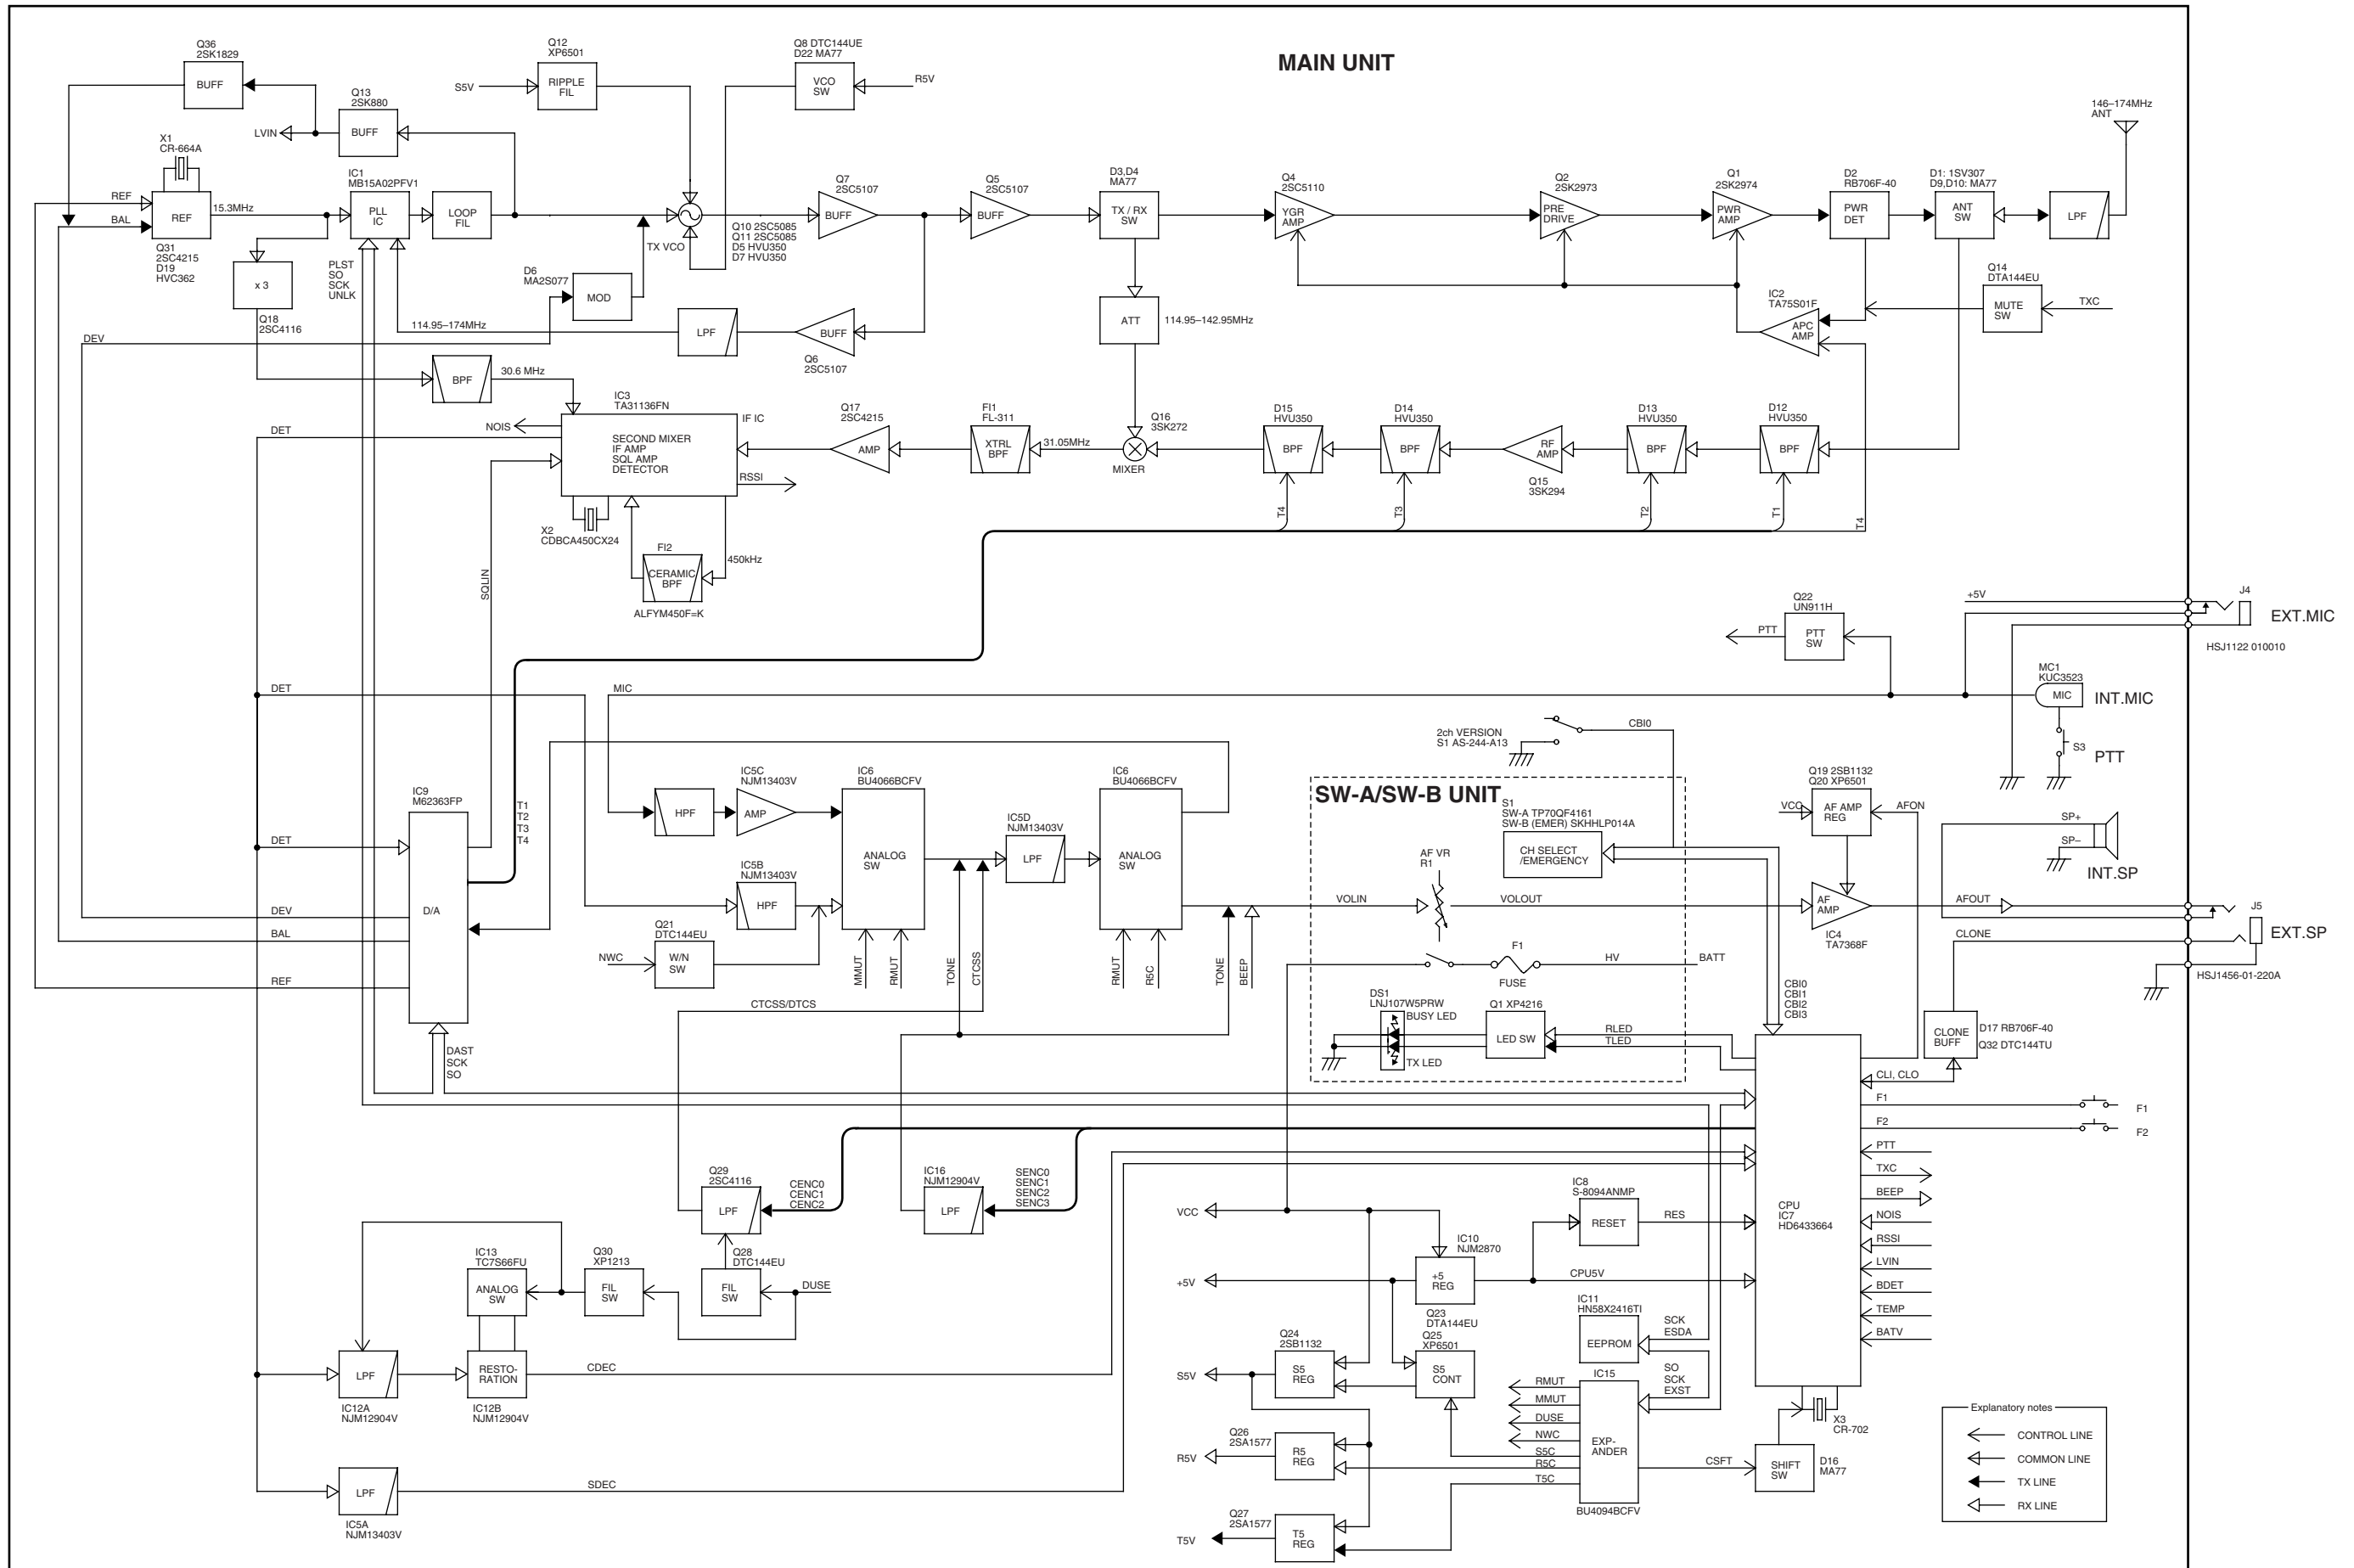 MAIN UNIT
Q36
2SK1829
BUFF
Q12
XP6501
S5V
RIPPLE
FIL
Q8 DTC144UE
D22 MA77
VCO
SW
R5V
Q13
2SK880
LVIN
BUFF
146–174MHz
ANT
X1
CR-664A
REF
BAL
REF
15.3MHz
Q31
2SC4215
D19
HVC362
IC1
MB15A02PFV1
PLL
IC
LOOP
FIL
TX VCO
Q10 2SC5085
Q11 2SC5085
D5 HVU350
D7 HVU350
Q7
2SC5107
BUFF
Q5
2SC5107
BUFF
D3,D4
MA77
TX / RX
SW
Q4
2SC5110
YGR
AMP
Q2
2SK2973
PRE
DRIVE
Q1
2SK2974
PWR
AMP
D2
RB706F-40
PWR
DET
D1: 1SV307
D9,D10: MA77
ANT
SW
LPF
x 3
Q18
2SC4116
PLST
SO
SCK
UNLK
D6
MA2S077
MOD
114.95–174MHz
LPF
BUFF
Q6
2SC5107
ATT
114.95–142.95MHz
IC2
TA75S01F
APC
AMP
Q14
DTA144EU
MUTE
SW
TXC
DEV
BPF
30.6 MHz
IC3
TA31136FN
IF IC
NOIS
DET
SECOND MIXER
IF AMP
SQL AMP
DETECTOR
RSSI
Q17
2SC4215
AMP
FI1
FL-311
XTRL
BPF
31.05MHz
Q16
3SK272
MIXER
D15
HVU350
BPF
D14
HVU350
BPF
RF
AMP
Q15
3SK294
D13
HVU350
BPF
D12
HVU350
BPF
T4
T3
T2
T1
T4
X2
CDBCA450CX24
FI2
CERAMIC
BPF
450kHz
ALFYM450F=K
SQLIN
Q22
UN911H
PTT
PTT
SW
+5V
J4
EXT.MIC
HSJ1122 010010
MC1
KUC3523
MIC
INT.MIC
S3
PTT
DET
MIC
2ch VERSION
S1 AS-244-A13
CBI0
IC9
M62363FP
D/A
T1
T2
T3
T4
DET
DEV
BAL
REF
DAST
SCK
SO
HPF
IC5C
NJM13403V
AMP
IC6
BU4066BCFV
ANALOG
SW
IC5B
NJM13403V
HPF
Q21
DTC144EU
NWC
W/N
SW
MMUT
RMUT
TONE
CTCSS
IC5D
NJM13403V
LPF
IC6
BU4066BCFV
ANALOG
SW
RMUT
R5C
TONE
BEEP
CTCSS/DTCS
SW-A/SW-B UNIT
S1
SW-A TP70QF4161
SW-B (EMER) SKHHLP014A
CH SELECT
/EMERGENCY
AF VR
R1
VOLIN
VOLOUT
F1
FUSE
HV
BATT
DS1
LNJ107W5PRW
BUSY LED
TX LED
Q1 XP4216
LED SW
RLED
TLED
CBI0
CBI1
CBI2
CBI3
Q19 2SB1132
Q20 XP6501
VCC
AF AMP
REG
AFON
AF
AMP
IC4
TA7368F
AFOUT
SP+
SP–
INT.SP
J5
EXT.SP
CLONE
HSJ1456-01-220A
CLONE
BUFF
D17 RB706F-40
Q32 DTC144TU
CLI, CLO
F1
F1
F2
F2
PTT
TXC
BEEP
NOIS
RSSI
LVIN
BDET
TEMP
BATV
CPU
IC7
HD6433664
Q29
2SC4116
LPF
CENC0
CENC1
CENC2
IC16
NJM12904V
LPF
SENC0
SENC1
SENC2
SENC3
IC13
TC7S66FU
ANALOG
SW
Q30
XP1213
FIL
SW
Q28
DTC144EU
FIL
SW
DUSE
LPF
IC12A
NJM12904V
RESTO-
RATION
IC12B
NJM12904V
CDEC
LPF
IC5A
NJM13403V
SDEC
VCC
+5V
IC10
NJM2870
+5
REG
CPU5V
IC8
S-8094ANMP
RESET
RES
IC11
HN58X2416TI
EEPROM
SCK
ESDA
Q23
DTA144EU
Q25
XP6501
S5
CONT
Q24
2SB1132
S5
REG
S5V
IC15
EXP-
ANDER
BU4094BCFV
RMUT
MMUT
DUSE
NWC
S5C
R5C
T5C
SO
SCK
EXST
Q26
2SA1577
R5
REG
R5V
Q27
2SA1577
T5
REG
T5V
CSFT
SHIFT
SW
D16
MA77
X3
CR-702
Explanatory notes
CONTROL LINE
COMMON LINE
TX LINE
RX LINE